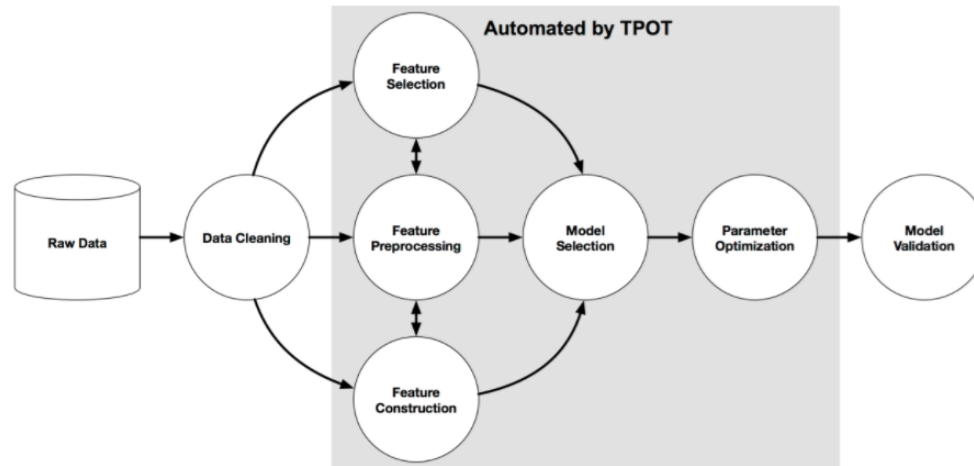 Automated by TPOT
Feature
Selection
Raw Data
Data Cleaning
Feature
Preprocessing
Model
Selection
Parameter
Optimization
Model
Validation
Feature
Construction